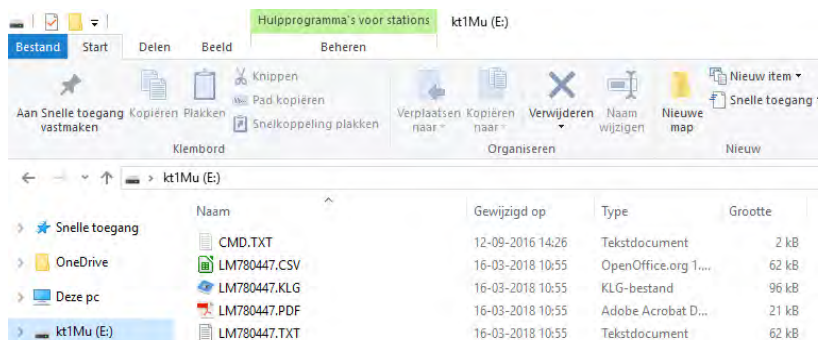 Hulpprogramma's voor stations kt1Mu (E:)
Bestand Start Delen Beeld Beheren
Aan Snelle toegang vastmaken
Kopiëren
Plakken
Knippen
Pad kopiëren
Snelkoppeling plakken
Klembord
Verplaatsen naar
Kopiëren naar
Verwijderen
Naam wijzigen
Organiseren
Nieuwe map
Nieuw item
Snelle toegang
Nieuw
kt1Mu (E:)
Snelle toegang
OneDrive
Deze pc
kt1Mu (E:)
Naam Gewijzigd op Type Grootte
CMD.TXT 12-09-2016 14:26 Tekstdocument 2 kB
LM780447.CSV 16-03-2018 10:55 OpenOffice.org 1.... 62 kB
LM780447.KLG 16-03-2018 10:55 KLG-bestand 96 kB
LM780447.PDF 16-03-2018 10:55 Adobe Acrobat D... 21 kB
LM780447.TXT 16-03-2018 10:55 Tekstdocument 62 kB